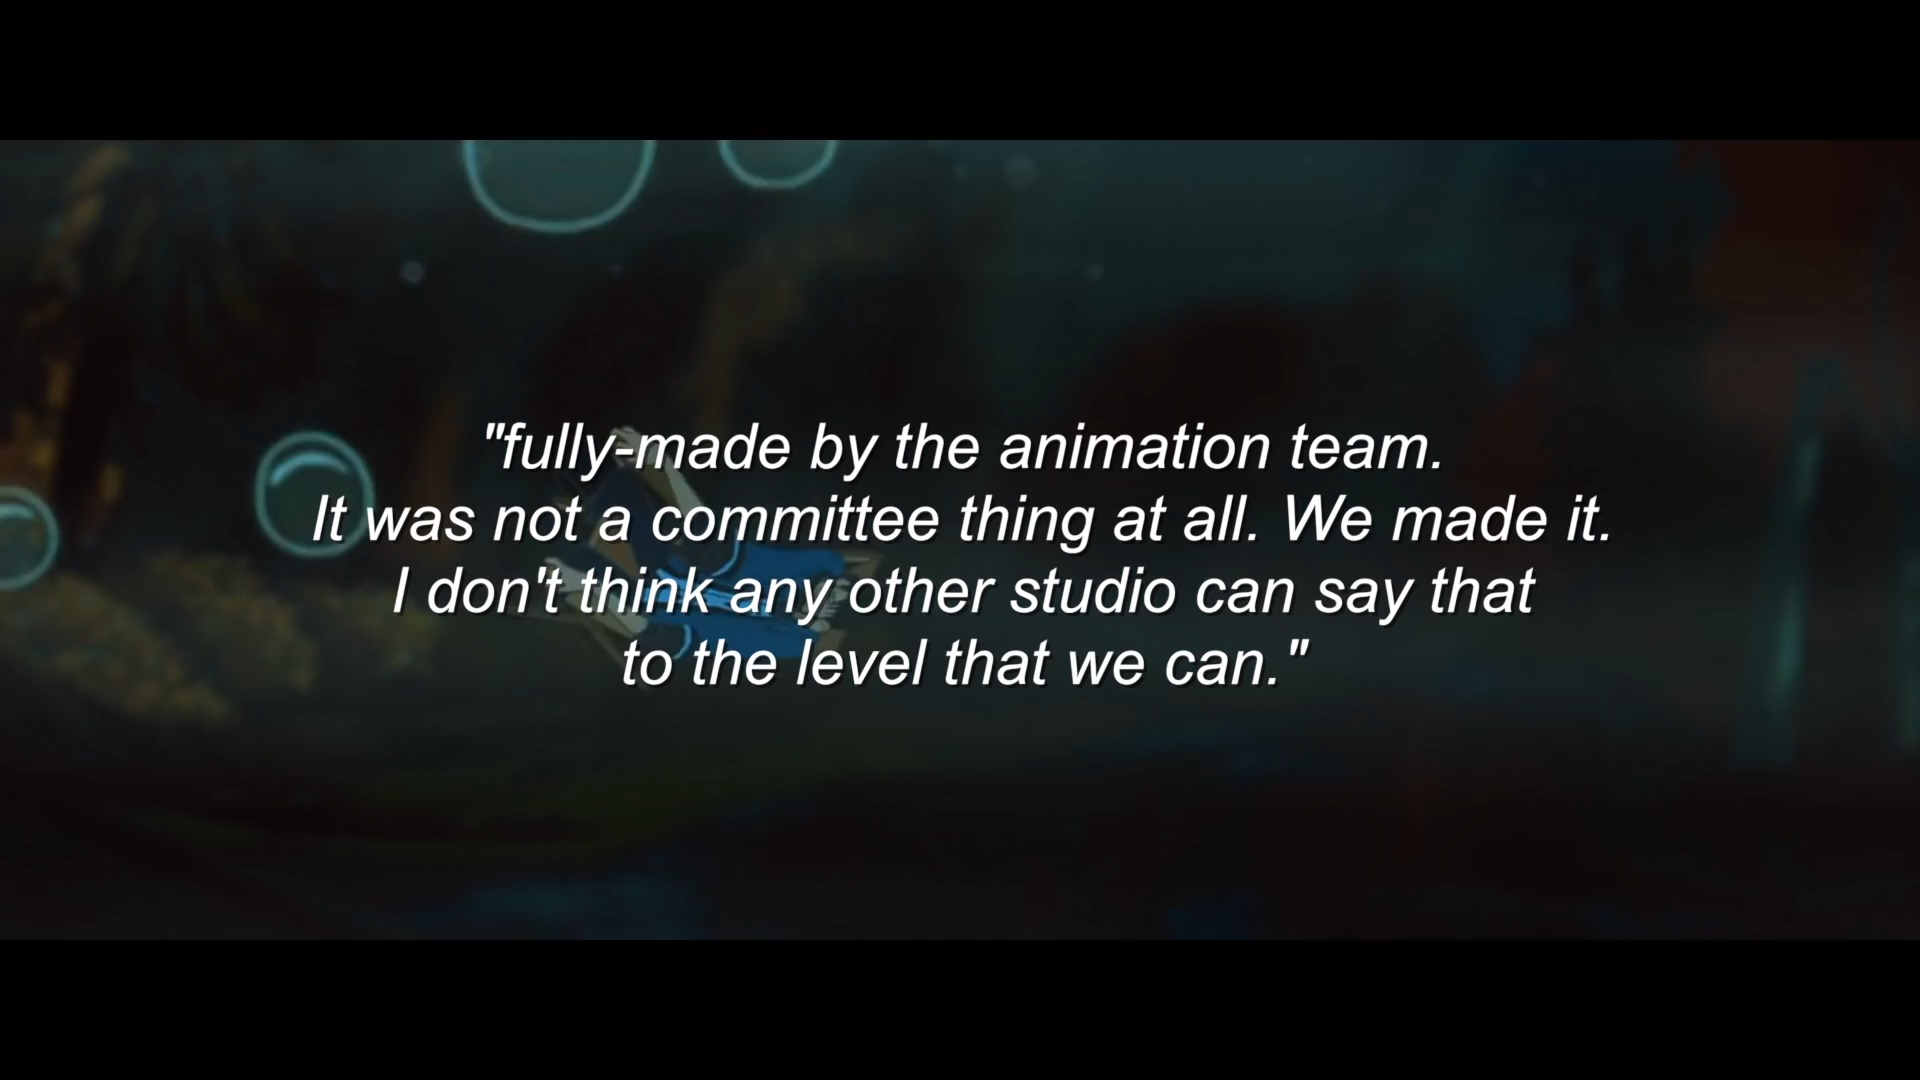 "fully-made by the animation team.
It was not a committee thing at all. We made it.
I don't think any other studio can say that
to the level that we can."